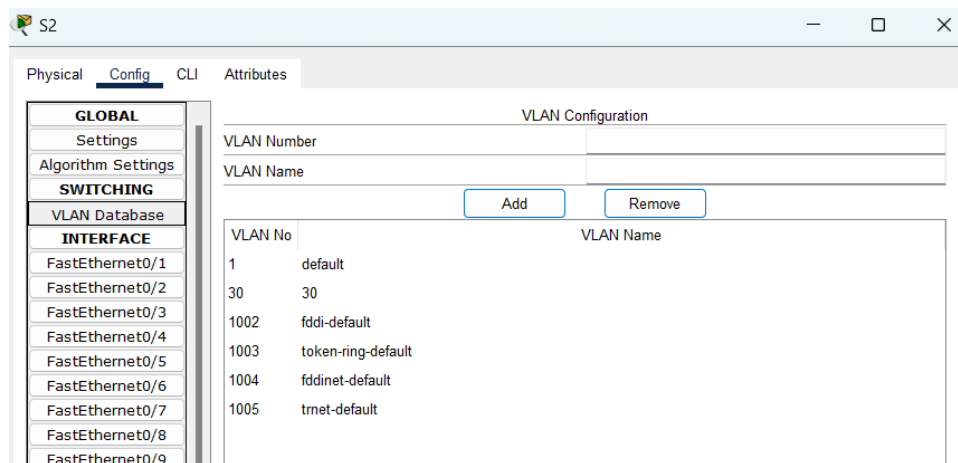 S2
Physical Config CLI Attributes
GLOBAL
Settings
Algorithm Settings
SWITCHING
VLAN Database
INTERFACE
FastEthernet0/1
FastEthernet0/2
FastEthernet0/3
FastEthernet0/4
FastEthernet0/5
FastEthernet0/6
FastEthernet0/7
FastEthernet0/8
FastEthernet0/9
VLAN Configuration
VLAN Number
VLAN Name
Add Remove
VLAN No VLAN Name
1 default
30 30
1002 fddi-default
1003 token-ring-default
1004 fddinet-default
1005 trnet-default